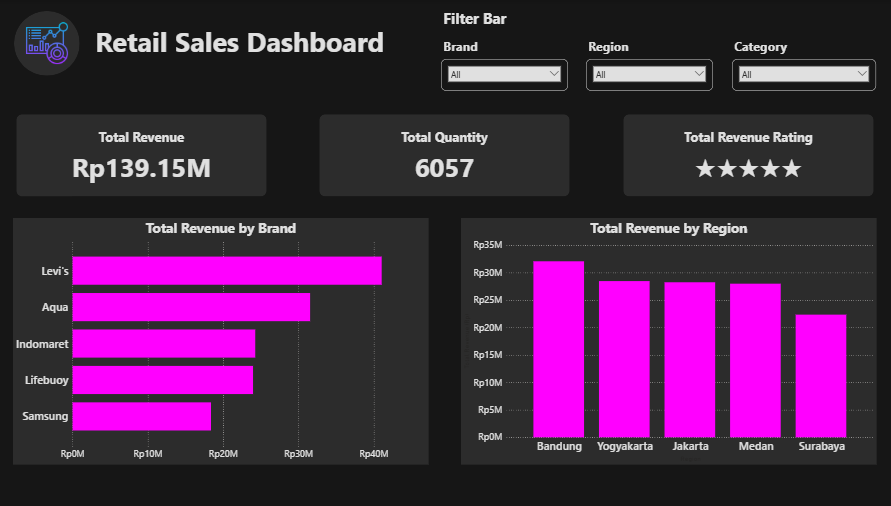 Retail Sales Dashboard
Filter Bar
Brand
Region
Category
All
All
All
Total Revenue
Rp139.15M
Total Quantity
6057
Total Revenue Rating
★★★★★
Total Revenue by Brand
Levi's
Aqua
Indomaret
Lifebuoy
Samsung
Rp0M
Rp10M
Rp20M
Rp30M
Rp40M
Total Revenue by Region
Rp35M
Rp30M
Rp25M
Rp20M
Rp15M
Rp10M
Rp5M
Rp0M
Bandung
Yogyakarta
Jakarta
Medan
Surabaya